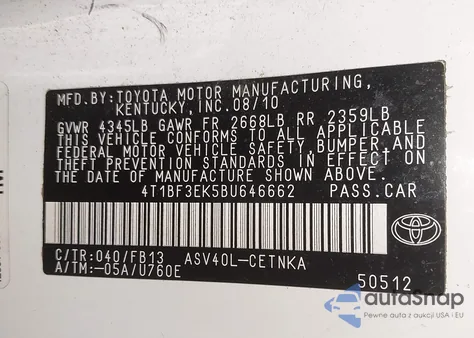 MFD.BY: TOYOTA MOTOR MANUFACTURING,
KENTUCKY, INC. 08/10
GVWR 4345LB GAWR FR 2668LB RR 2359LB
THIS VEHICLE CONFORMS TO ALL APPLICABLE
FEDERAL MOTOR VEHICLE SAFETY, BUMPER, AND
THEFT PREVENTION STANDARDS IN EFFECT
ON THE DATE OF MANUFACTURE SHOWN ABOVE.
4T1BF3EK5BU646662 PASS.CAR
C/TR:040/FB13 ASV40L-CETNKA
A/TM:-05A/U760E 50512
autasnap
Pewne auta z aukcji USA i EU